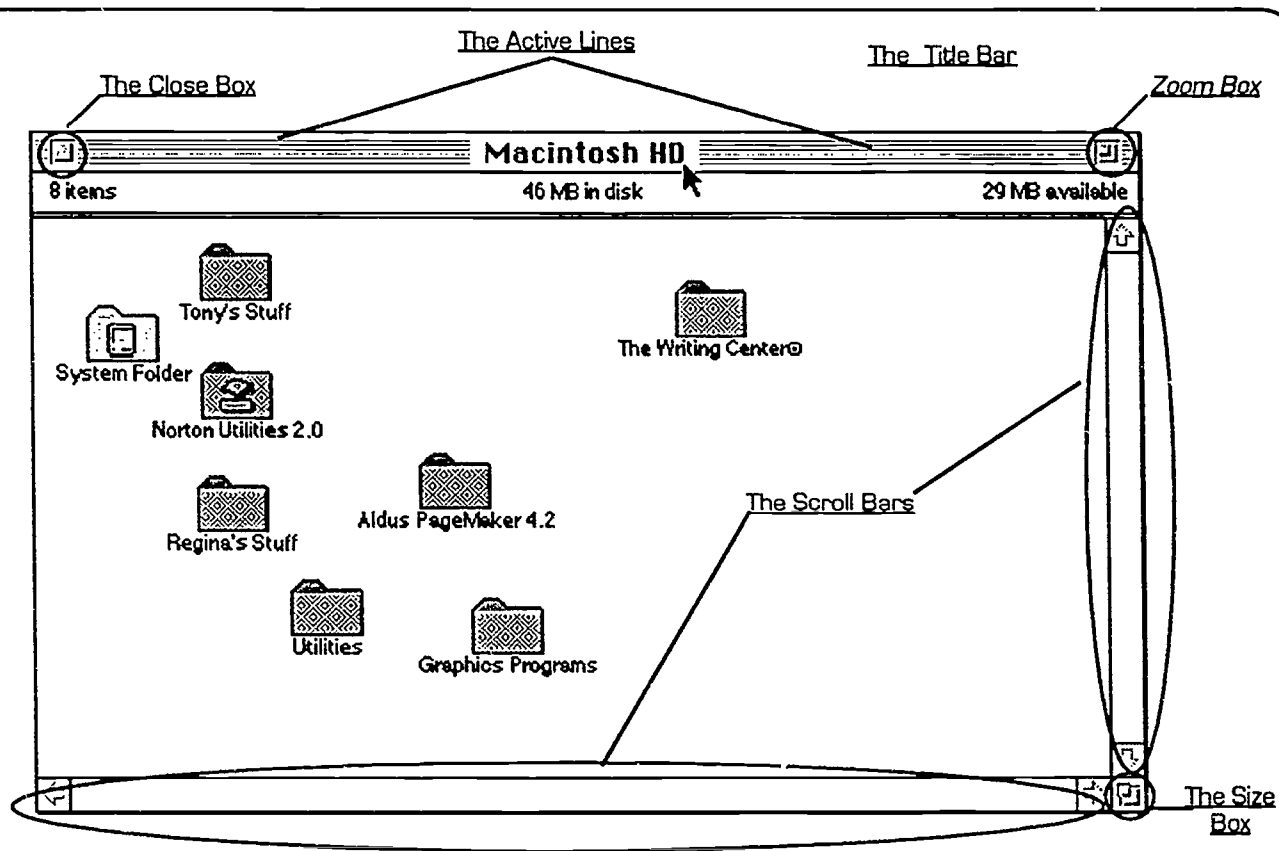 The Active Lines
The Title Bar
The Close Box
Zoom Box
Macintosh HD
8 items
46 MB in disk
29 MB available
Tony's Stuff
The Writing Center
System Folder
Norton Utilities 2.0
Aldus PageMaker 4.2
The Scroll Bars
Regina's Stuff
Utilities
Graphics Programs
The Size
Box